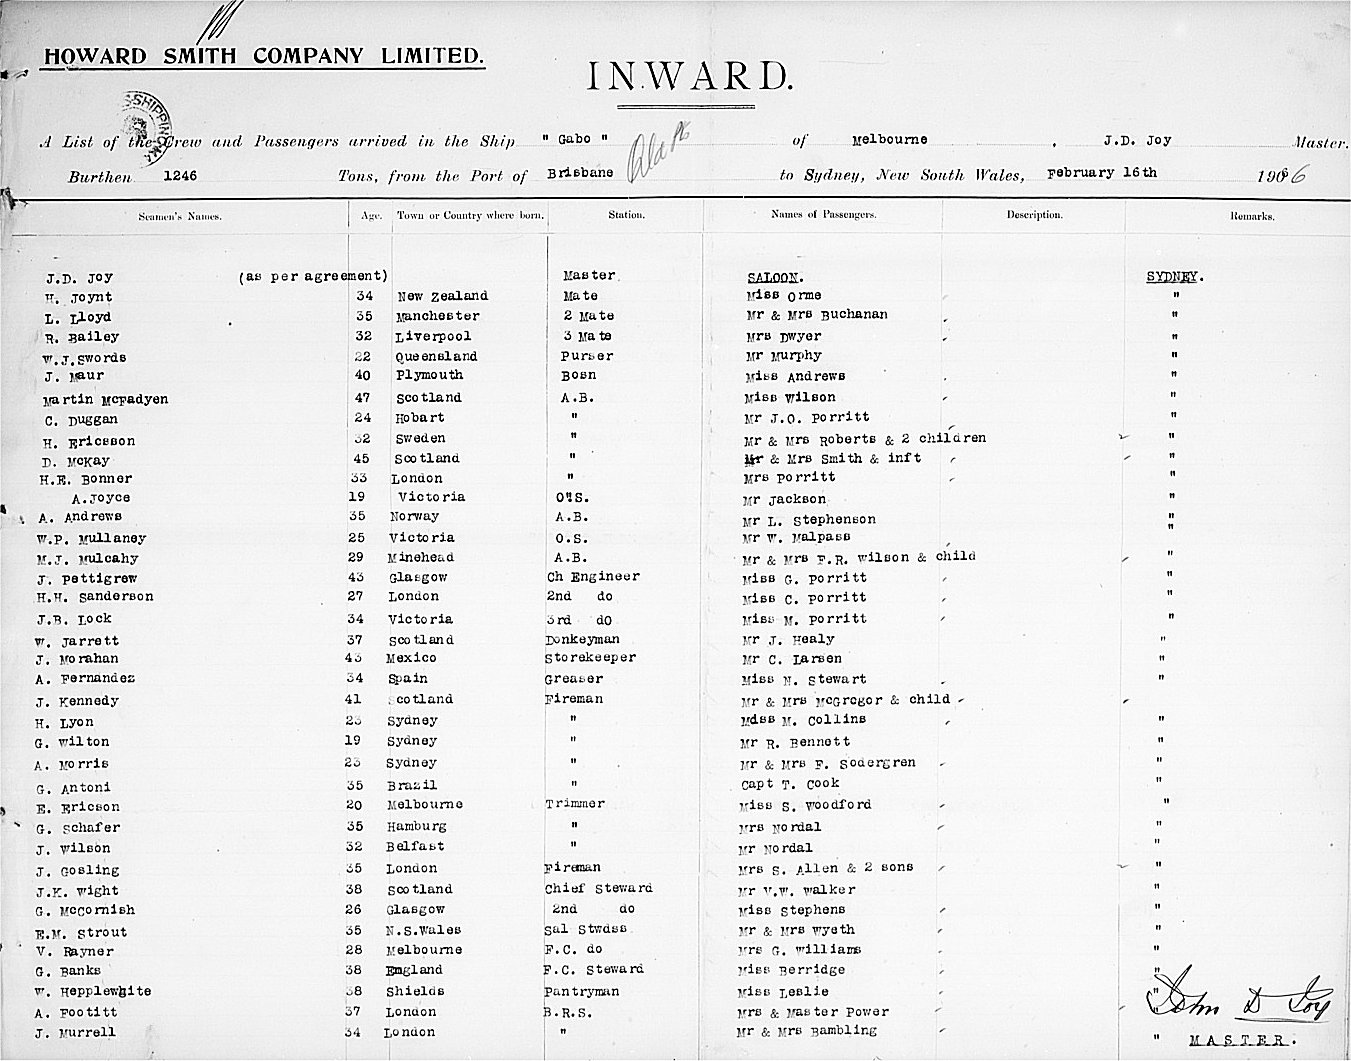 HOWARD SMITH COMPANY LIMITED.
INWARD.
A List of the Crew and Passengers arrived in the Ship " Gabo " of Melbourne , J.D. Joy Master.
Burthen 1246 Tons, from the Port of Brisbane to Sydney, New South Wales, February 16th 1906
Seamen's Names. Age. Town or Country where born. Station. Names of Passengers. Description. Remarks.
J.D. Joy (as per agreement) Master SALOON. SYDNEY.
H. Joynt 34 New Zealand Mate Miss Orme "
L. Lloyd 35 Manchester 2 Mate Mr & Mrs Buchanan "
R. Bailey 32 Liverpool 3 Mate Mrs Dwyer "
W.J.Swords 22 Queensland Purser Mr Murphy "
J. Maur 40 Plymouth Bosn Miss Andrews "
Martin McFadyen 47 Scotland A.B. Miss Wilson "
C. Duggan 24 Hobart " Mr J.O. Porritt "
H. Ericsson 32 Sweden " Mr & Mrs Roberts & 2 children "
D. McKay 45 Scotland " Mr & Mrs Smith & inft "
H.E. Bonner 33 London " Mrs Porritt "
A.Joyce 19 Victoria O.S. Mr Jackson "
A. Andrews 35 Norway A.B. Mr L. Stephenson "
W.P. Mullaney 25 Victoria O.S. Mr W. Malpass "
M.J. Mulcahy 29 Minehead A.B. Mr & Mrs F.R. Wilson & child "
J. Pettigrew 43 Glasgow Ch Engineer Miss G. Porritt "
H.H. Sanderson 27 London 2nd do Miss C. Porritt "
J.B. Lock 34 Victoria 3rd do Miss M. Porritt "
W. Jarrett 37 Scotland Donkeyman Mr J. Healy "
J. Morahan 43 Mexico Storekeeper Mr C. Larsen "
A. Fernandez 34 Spain Greaser Miss N. Stewart "
J. Kennedy 41 Scotland Fireman Mr & Mrs McGregor & child
H. Lyon 23 Sydney " Mdss M. Collins "
G. Wilton 19 Sydney " Mr R. Bennett "
A. Morris 23 Sydney " Mr & Mrs F. Sodergren "
G. Antoni 35 Brazil " Capt T. Cook "
E. Ericson 20 Melbourne Trimmer Miss S. Woodford "
G. Schafer 35 Hamburg " Mrs Nordal "
J. Wilson 32 Belfast " Mr Nordal "
J. Gosling 35 London Fireman Mrs S. Allen & 2 sons "
J.K. Wight 38 Scotland Chief Steward Mr V.W. Walker "
G. McCornish 26 Glasgow 2nd do Miss Stephens "
E.M. Strout 35 N.S.Wales Sal Stwdss Mr & Mrs Wyeth "
V. Rayner 28 Melbourne F.C. do Mrs G. Williams "
G. Banks 38 England F.C. Steward Miss Berridge "
W. Hepplewhite 38 Shields Pantryman Miss Leslie "
A. Footitt 37 London B.R.S. Mrs & Master Power John D Joy
J. Murrell 34 London " Mr & Mrs Bambling " MASTER.